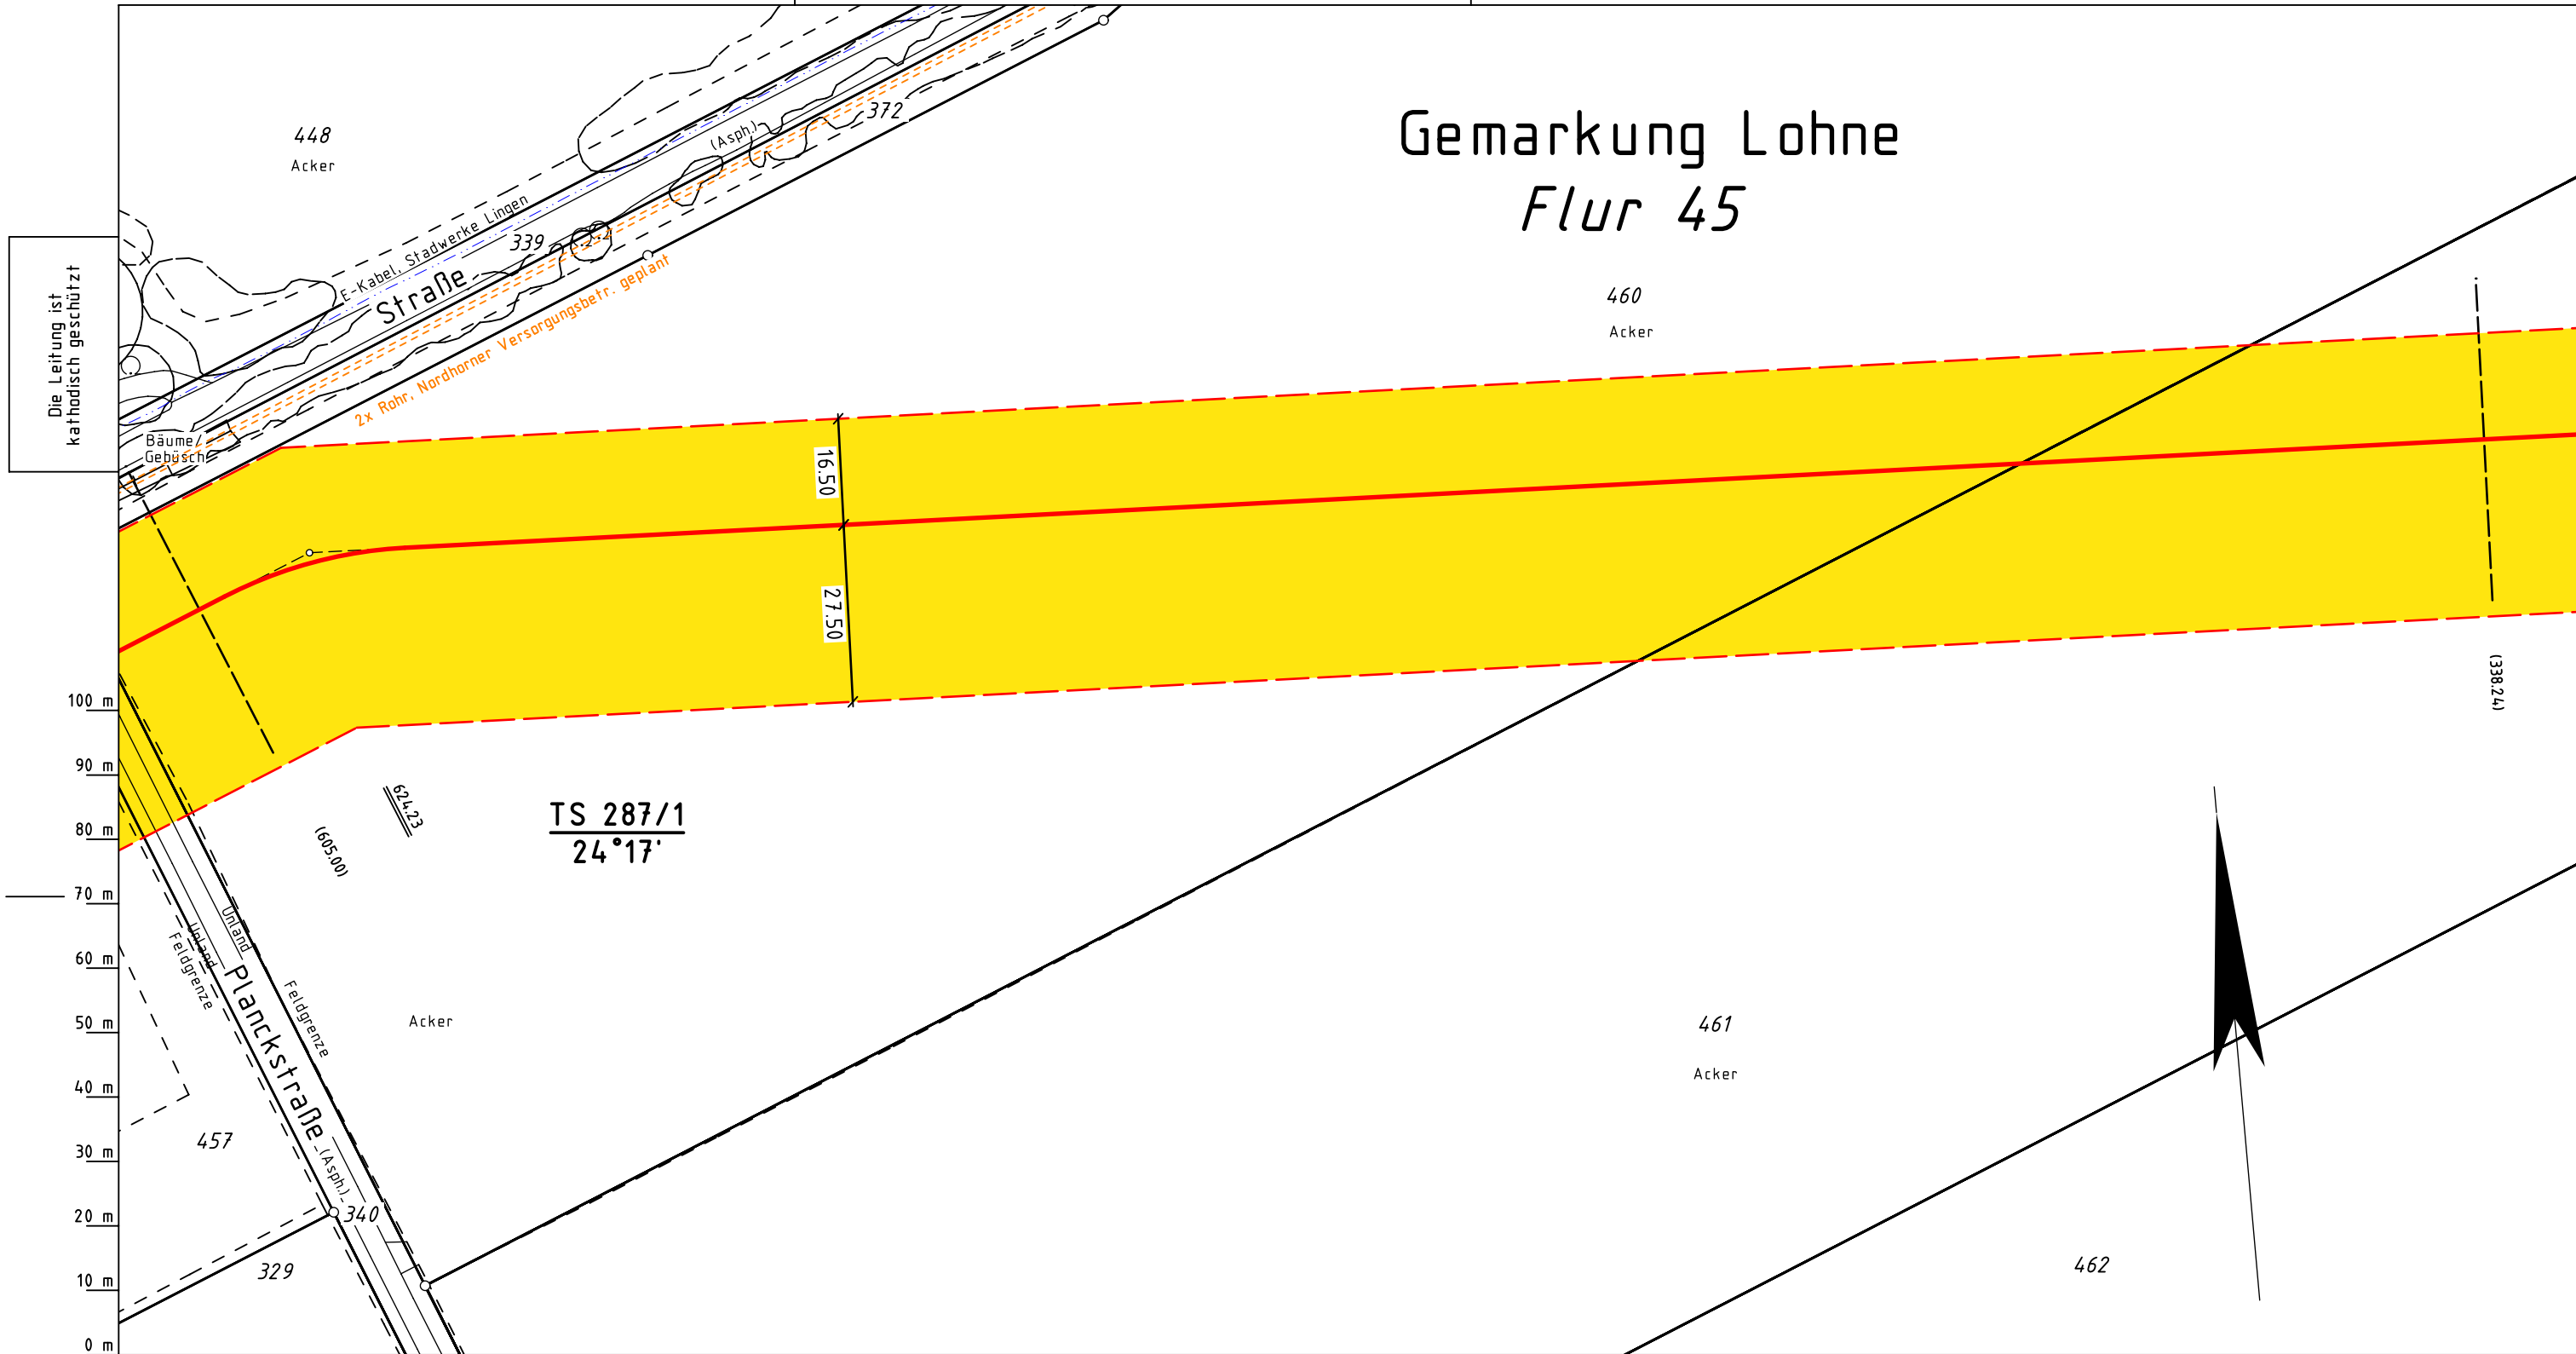 Gemarkung Lohne
Flur 45
448
Acker
372
(Asph.)
339
E-Kabel, Stadwerke Lingen
Straße
2x Rohr, Nordhorner Versorgungsbetr. geplant
460
Acker
Die Leitung ist
kathodisch geschützt
Bäume/
Gebüsch
16.50
27.50
(338.24)
100 m
90 m
80 m
70 m
60 m
50 m
40 m
30 m
20 m
10 m
0 m
624.23
(605.00)
TS 287/1
24°17'
Unland
Unland
Feldgrenze
Feldgrenze
Planckstraße
(Asph.)
Acker
461
Acker
457
340
329
462